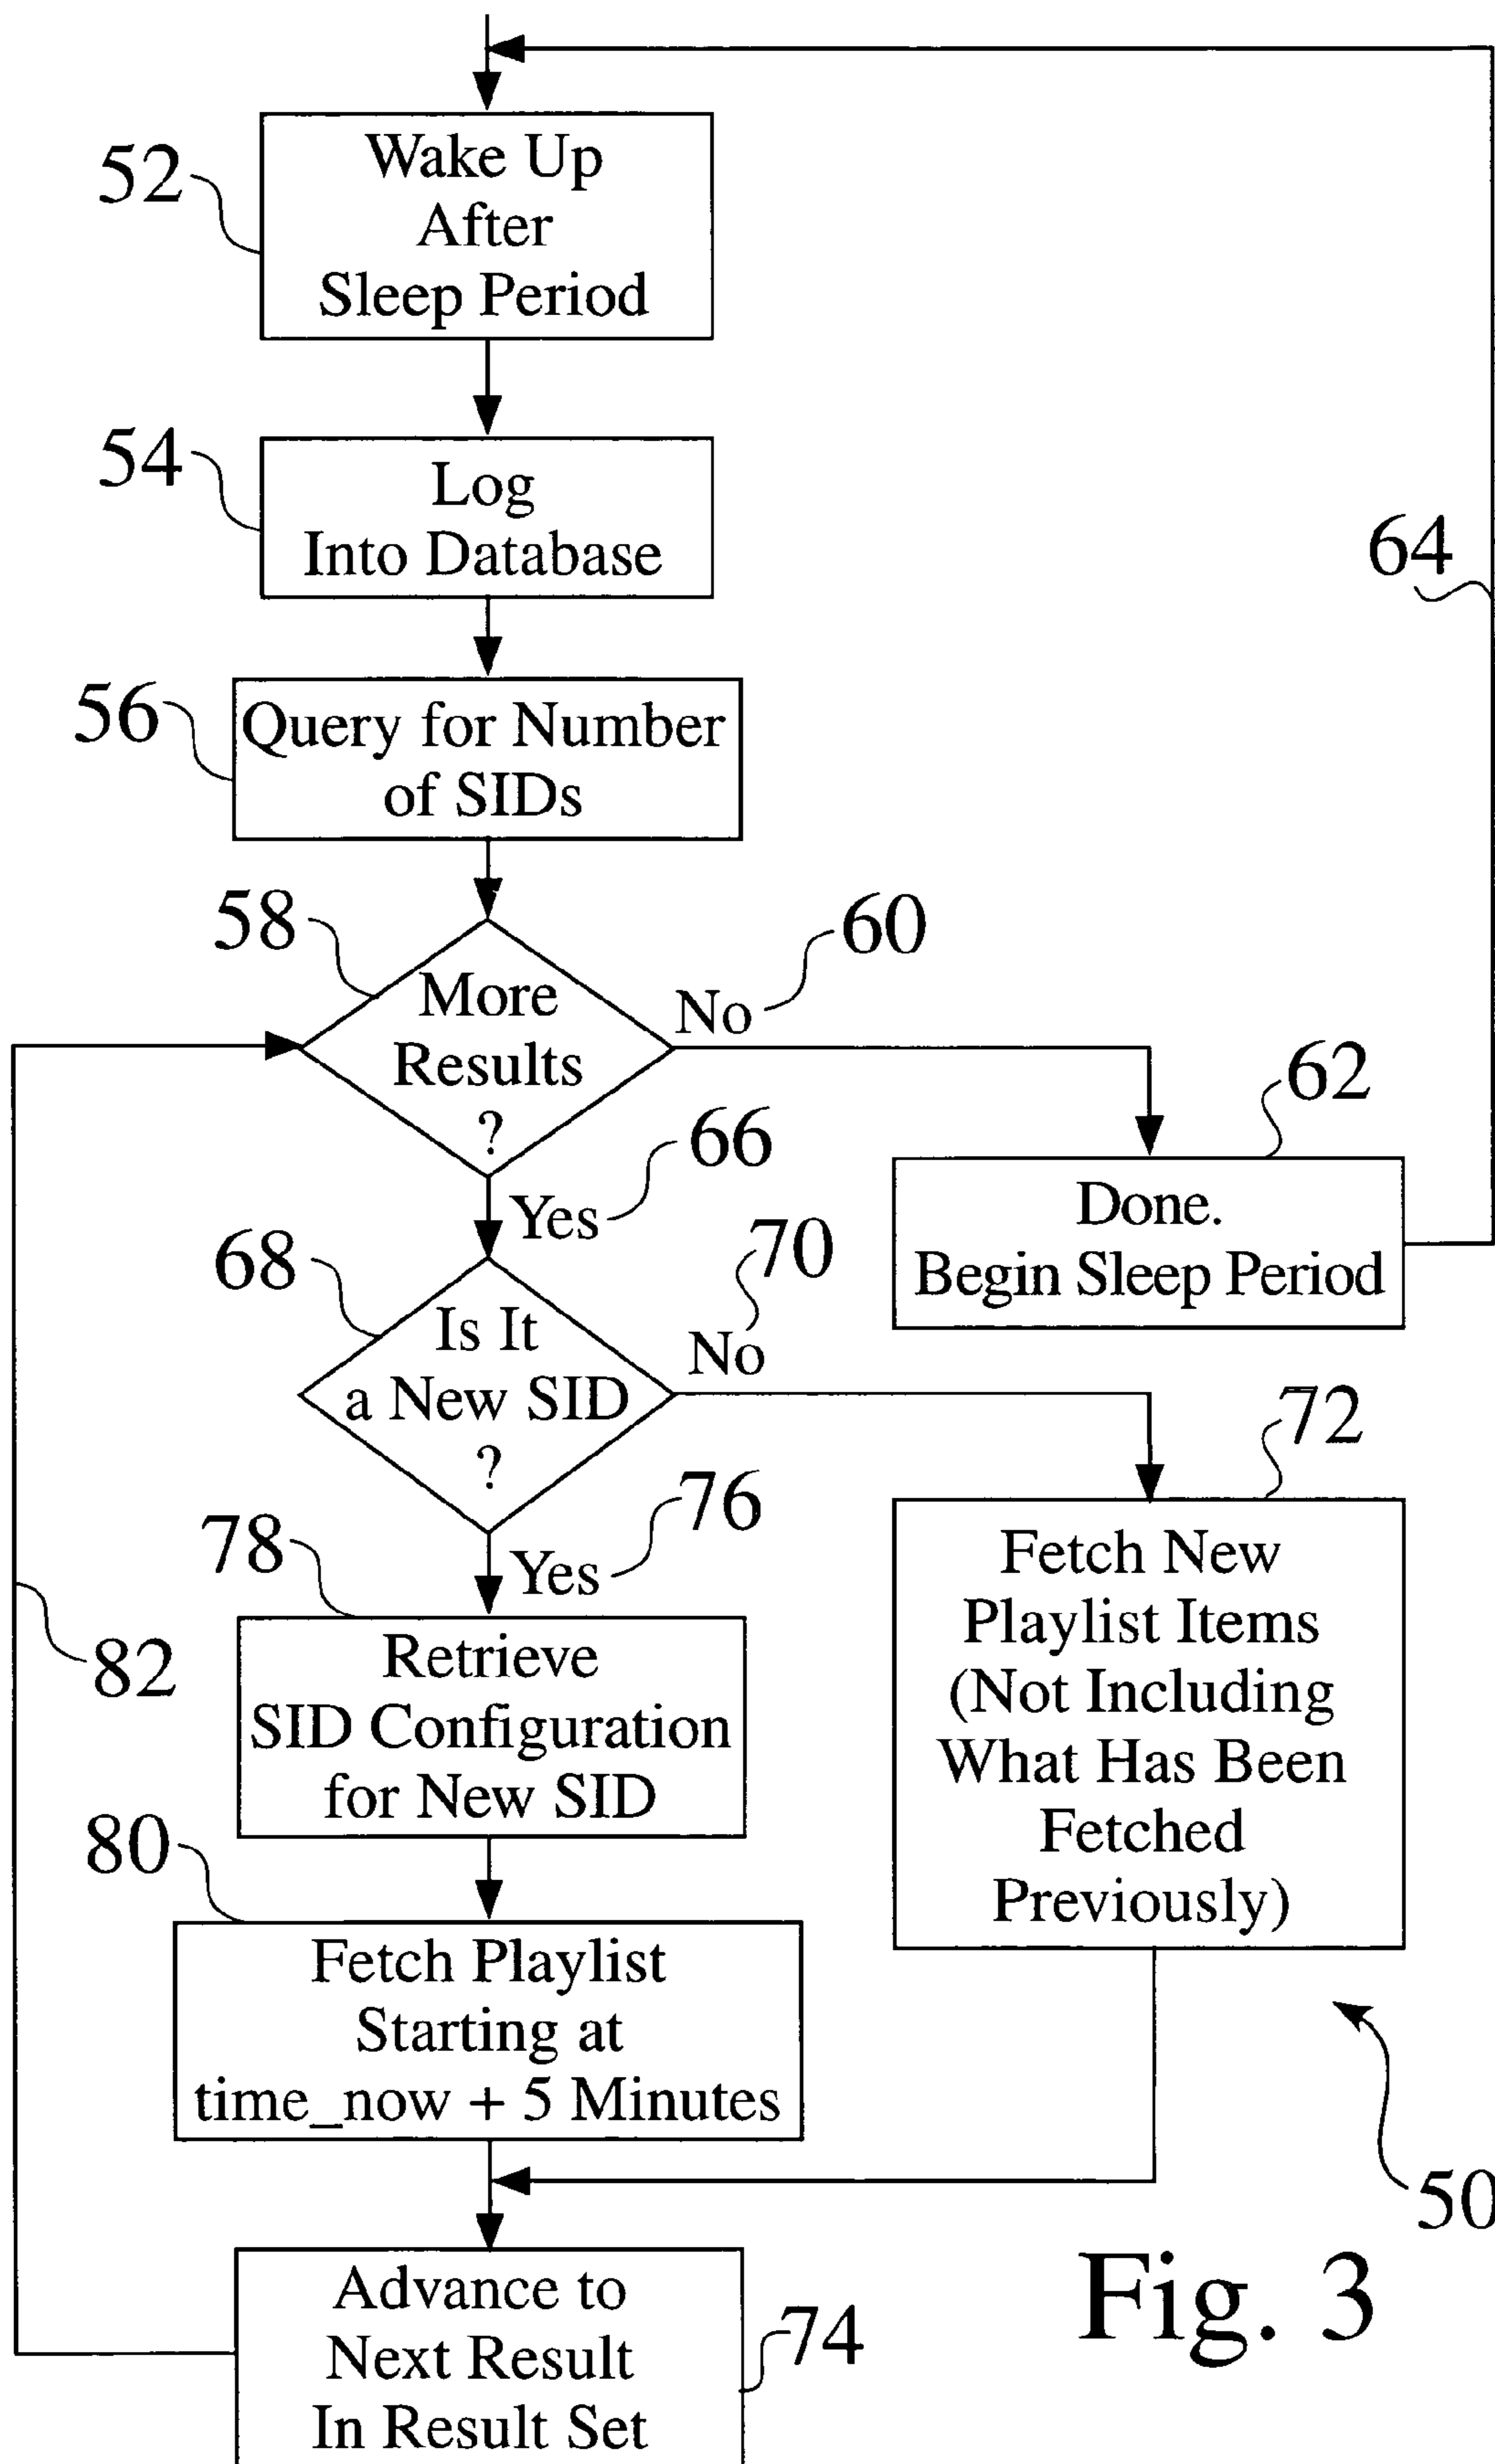 52
Wake Up
After
Sleep Period
54
Log
Into Database
64
56
Query for Number
of SIDs
58
More
Results
?
No
60
62
Done.
Begin Sleep Period
Yes
66
68
Is It
a New SID
?
No
70
72
Fetch New
Playlist Items
(Not Including
What Has Been
Fetched
Previously)
Yes
76
78
Retrieve
SID Configuration
for New SID
82
80
Fetch Playlist
Starting at
time_now + 5 Minutes
50
Advance to
Next Result
In Result Set
74
Fig. 3